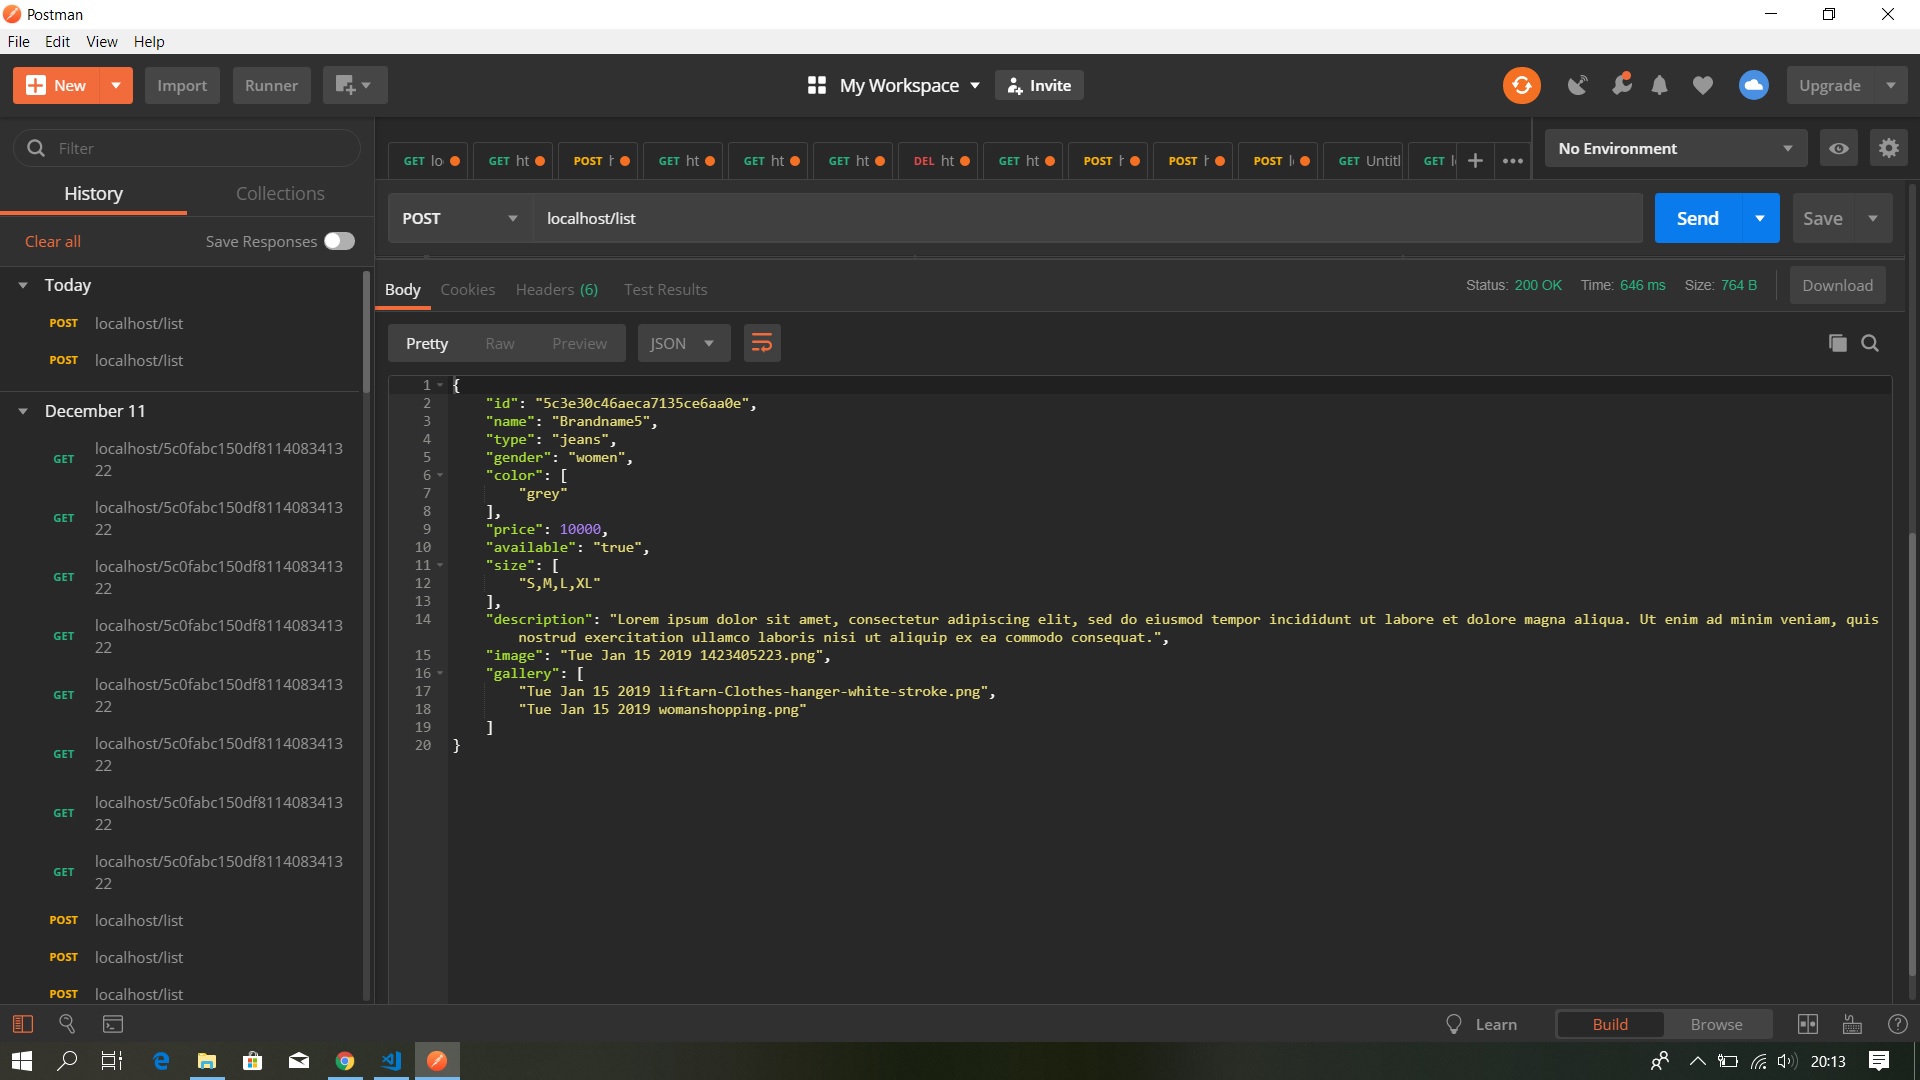 Postman
File Edit View Help
New Import Runner My Workspace Invite Upgrade
Filter
GET lo GET ht POST h GET ht GET ht GET ht DEL ht GET ht POST h POST h POST l GET Untitl GET l No Environment
History Collections
POST localhost/list Send Save
Clear all Save Responses
Body Cookies Headers (6) Test Results Status: 200 OK Time: 646 ms Size: 764 B Download
Pretty Raw Preview JSON
Today
POST localhost/list
POST localhost/list
December 11
GET localhost/5c0fabc150df811408341322
GET localhost/5c0fabc150df811408341322
GET localhost/5c0fabc150df811408341322
GET localhost/5c0fabc150df811408341322
GET localhost/5c0fabc150df811408341322
GET localhost/5c0fabc150df811408341322
GET localhost/5c0fabc150df811408341322
GET localhost/5c0fabc150df811408341322
POST localhost/list
POST localhost/list
POST localhost/list
1 {
2 "id": "5c3e30c46aeca7135ce6aa0e",
3 "name": "Brandname5",
4 "type": "jeans",
5 "gender": "women",
6 "color": [
7 "grey"
8 ],
9 "price": 10000,
10 "available": "true",
11 "size": [
12 "S,M,L,XL"
13 ],
14 "description": "Lorem ipsum dolor sit amet, consectetur adipiscing elit, sed do eiusmod tempor incididunt ut labore et dolore magna aliqua. Ut enim ad minim veniam, quis
nostrud exercitation ullamco laboris nisi ut aliquip ex ea commodo consequat.",
15 "image": "Tue Jan 15 2019 1423405223.png",
16 "gallery": [
17 "Tue Jan 15 2019 liftarn-Clothes-hanger-white-stroke.png",
18 "Tue Jan 15 2019 womanshopping.png"
19 ]
20 }
Learn Build Browse
20:13